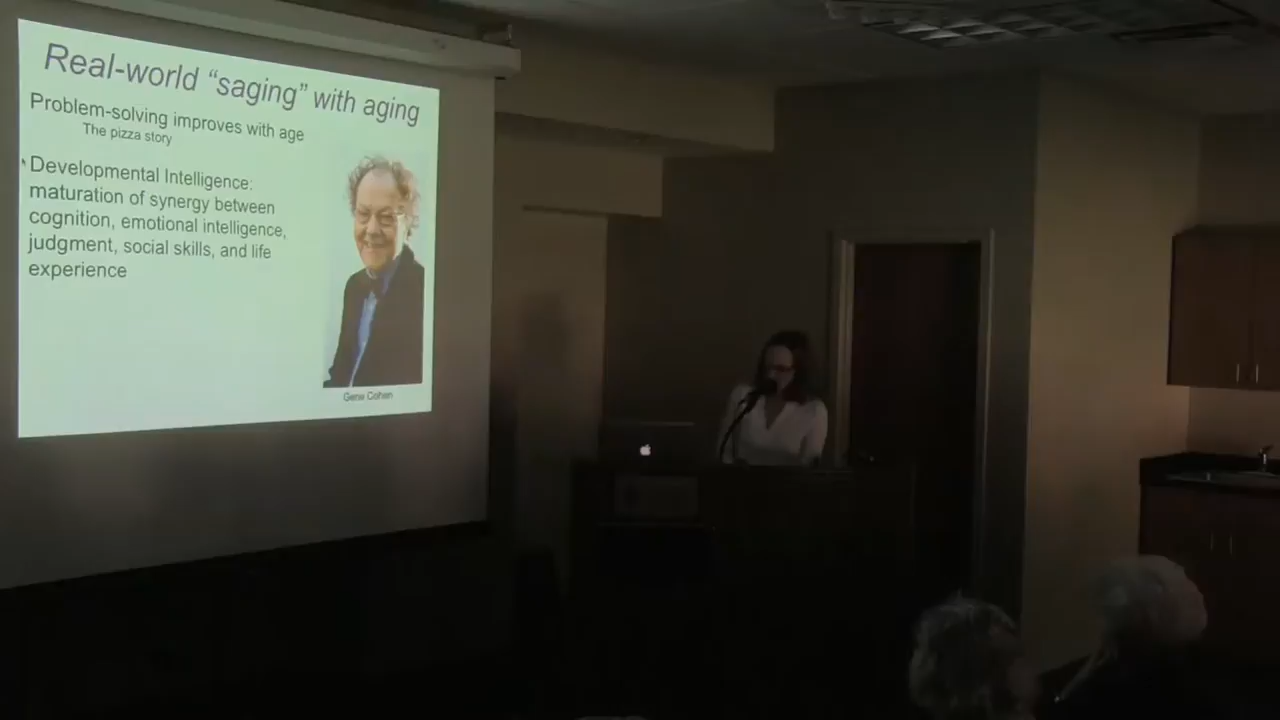 Real-world “saging” with aging
Problem-solving improves with age
The pizza story
Developmental Intelligence:
maturation of synergy between
cognition, emotional intelligence,
judgment, social skills, and life
experience
Gene Cohen